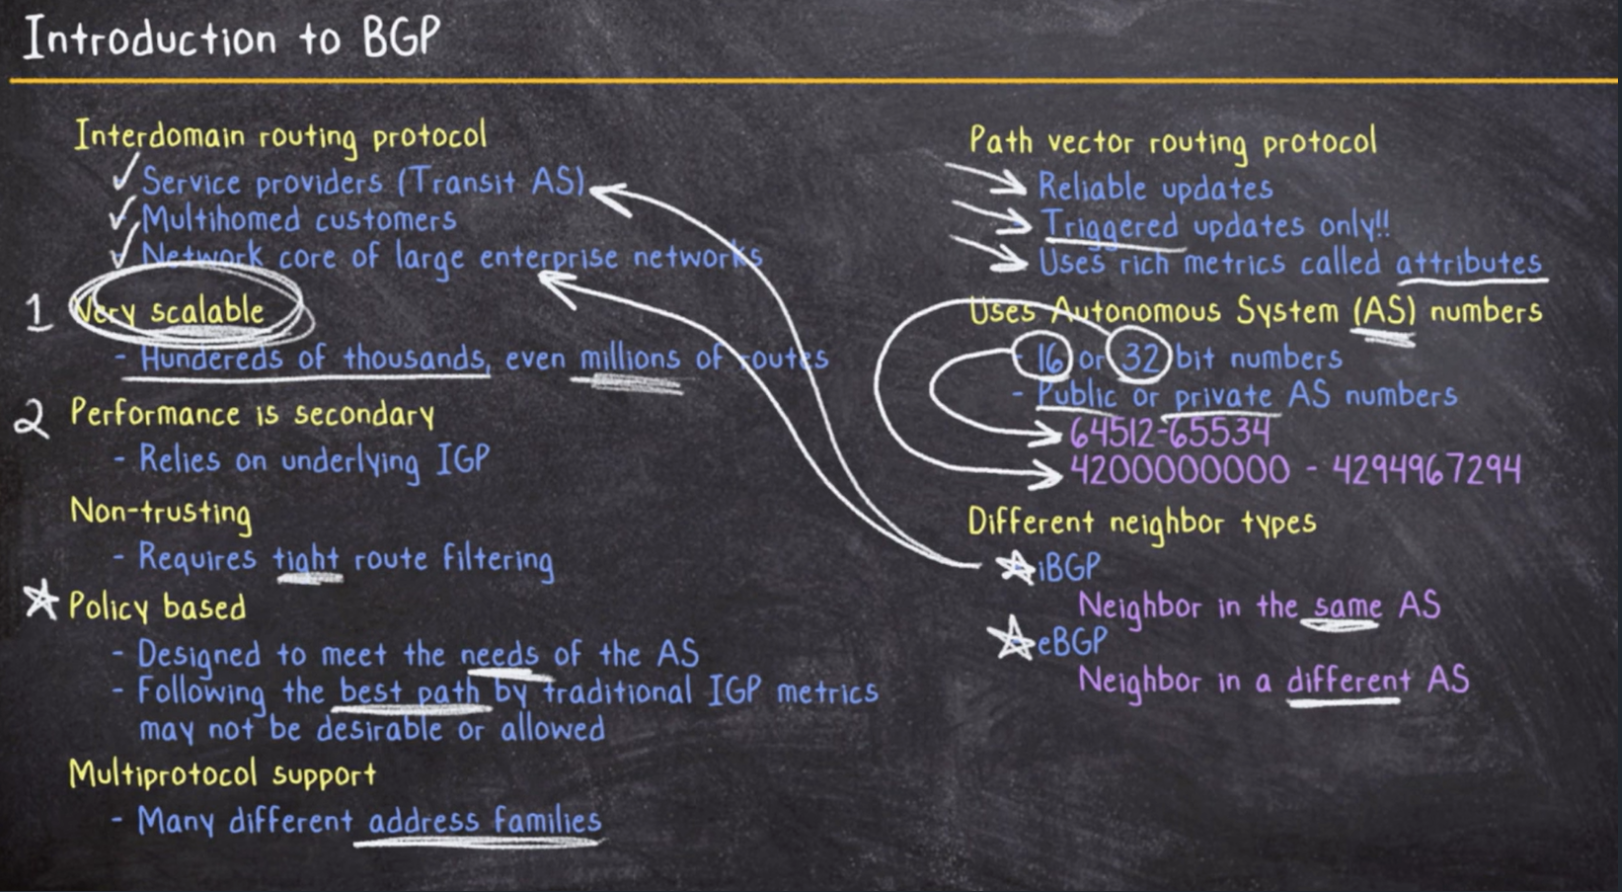 Introduction to BGP
Interdomain routing protocol
Service providers (Transit AS)
Multihomed customers
Network core of large enterprise networks
1 Very scalable
- Hundereds of thousands, even millions of routes
2 Performance is secondary
- Relies on underlying IGP
Non-trusting
- Requires tight route filtering
Policy based
- Designed to meet the needs of the AS
- Following the best path by traditional IGP metrics
may not be desirable or allowed
Multiprotocol support
- Many different address families
Path vector routing protocol
Reliable updates
Triggered updates only!!
Uses rich metrics called attributes
Uses Autonomous System (AS) numbers
- 16 or 32 bit numbers
- Public or private AS numbers
64512-65534
4200000000 - 4294967294
Different neighbor types
iBGP
Neighbor in the same AS
eBGP
Neighbor in a different AS